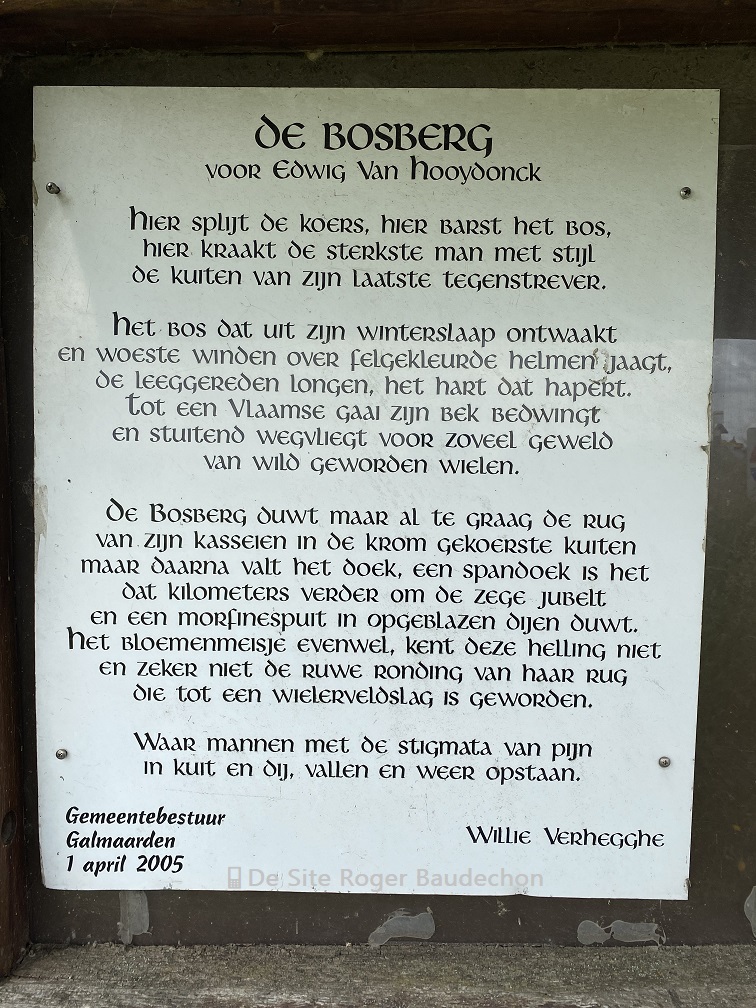 De Bosberg
voor Edwig Van Hooydonck
Hier splijt de koers, hier barst het bos,
hier kraakt de sterkste man met stijl
de kuiten van zijn laatste tegenstrever.
Het bos dat uit zijn winterslaap ontwaakt
en woeste winden over felgekleurde helmen jaagt,
de leeggereden longen, het hart dat hapert.
Tot een Vlaamse gaai zijn bek bedwingt
en stuitend wegvliegt voor zoveel geweld
van wild geworden wielen.
De Bosberg duwt maar al te graag de rug
van zijn kasseien in de krom gekoerste kuiten
maar daarna valt het doek, een spandoek is het
dat kilometers verder om de zege jubelt
en een morfinespuit in opgeblazen dijen duwt.
Het bloemenmeisje evenwel, kent deze helling niet
en zeker niet de ruwe ronding van haar rug
die tot een wielerveldslag is geworden.
Waar mannen met de stigmata van pijn
in kuit en dij, vallen en weer opstaan.
Gemeentebestuur
Galmaarden
1 april 2005
Willie Verhegghe
De Site Roger Baudechon